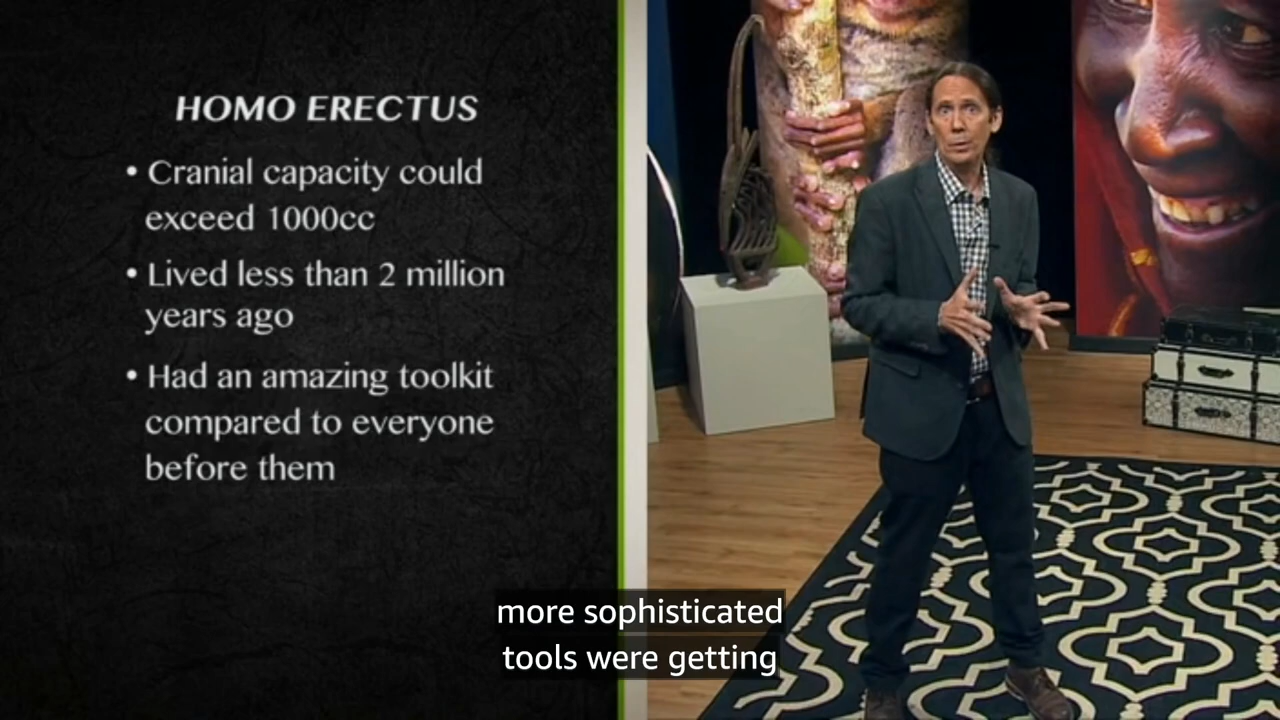 HOMO ERECTUS
• Cranial capacity could
exceed 1000cc
• Lived less than 2 million
years ago
• Had an amazing toolkit
compared to everyone
before them
more sophisticated
tools were getting